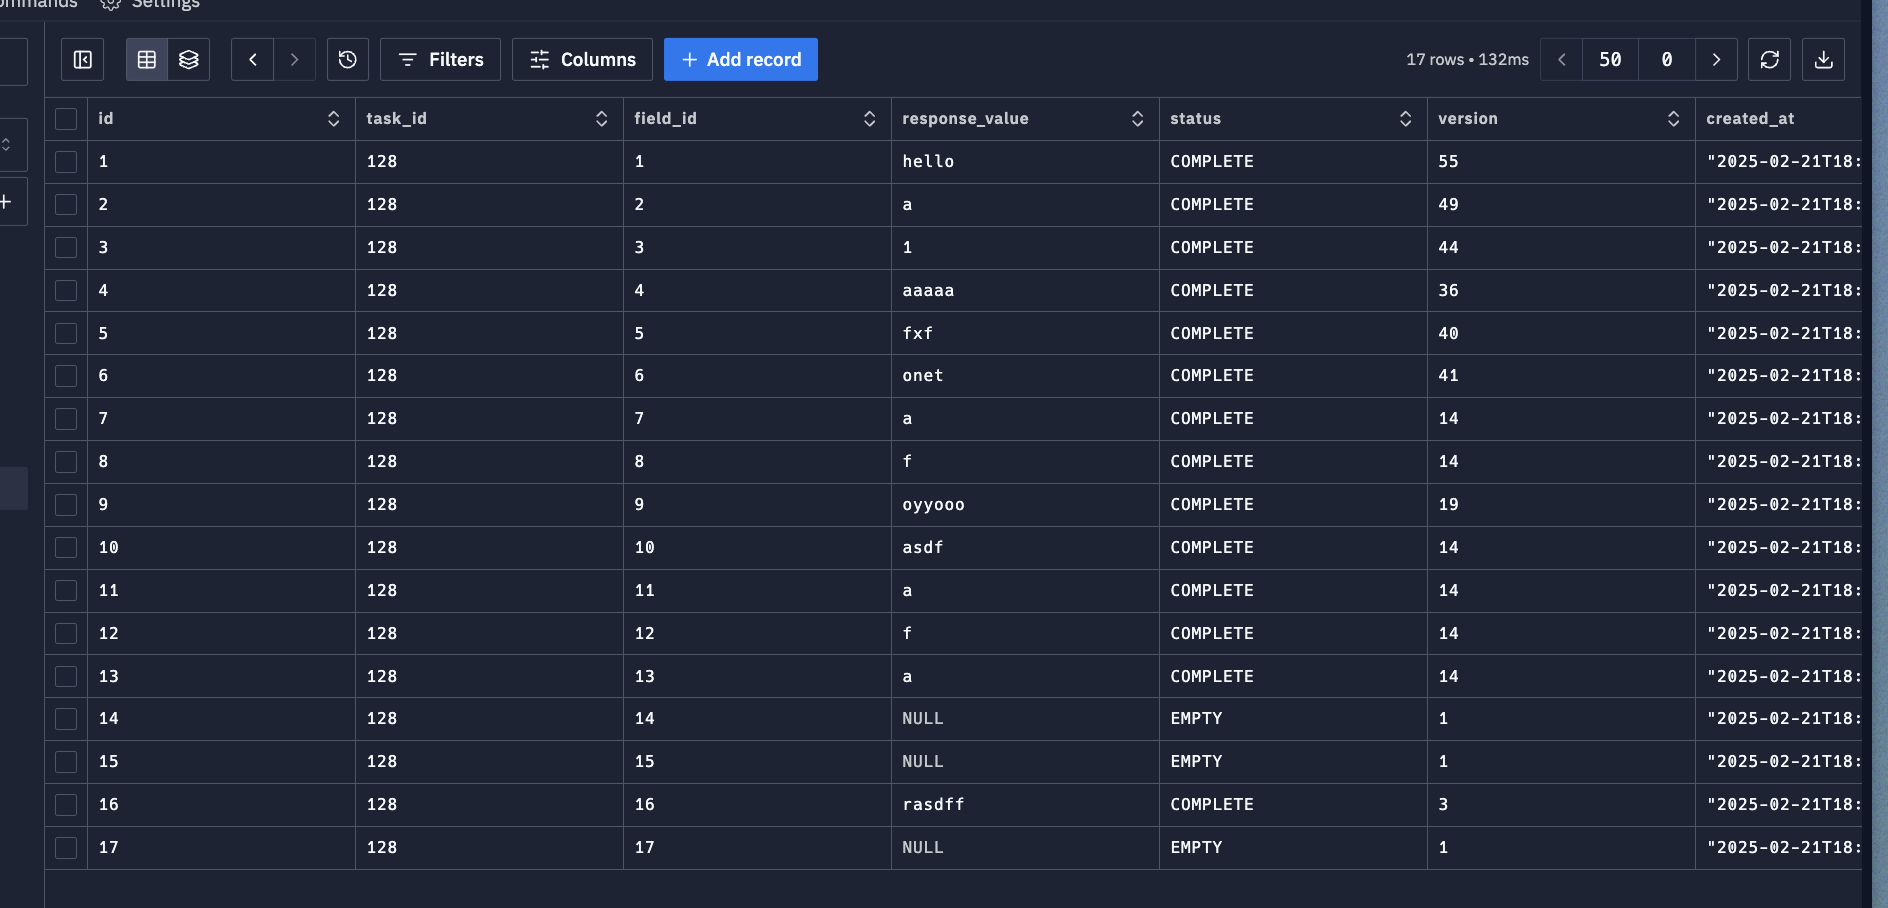 Settings
Filters Columns + Add record 17 rows • 132ms 50 0
id task_id field_id response_value status version created_at
1 128 1 hello COMPLETE 55 "2025-02-21T18:
2 128 2 a COMPLETE 49 "2025-02-21T18:
3 128 3 1 COMPLETE 44 "2025-02-21T18:
4 128 4 aaaaa COMPLETE 36 "2025-02-21T18:
5 128 5 fxf COMPLETE 40 "2025-02-21T18:
6 128 6 onet COMPLETE 41 "2025-02-21T18:
7 128 7 a COMPLETE 14 "2025-02-21T18:
8 128 8 f COMPLETE 14 "2025-02-21T18:
9 128 9 oyyooo COMPLETE 19 "2025-02-21T18:
10 128 10 asdf COMPLETE 14 "2025-02-21T18:
11 128 11 a COMPLETE 14 "2025-02-21T18:
12 128 12 f COMPLETE 14 "2025-02-21T18:
13 128 13 a COMPLETE 14 "2025-02-21T18:
14 128 14 NULL EMPTY 1 "2025-02-21T18:
15 128 15 NULL EMPTY 1 "2025-02-21T18:
16 128 16 rasdff COMPLETE 3 "2025-02-21T18:
17 128 17 NULL EMPTY 1 "2025-02-21T18: